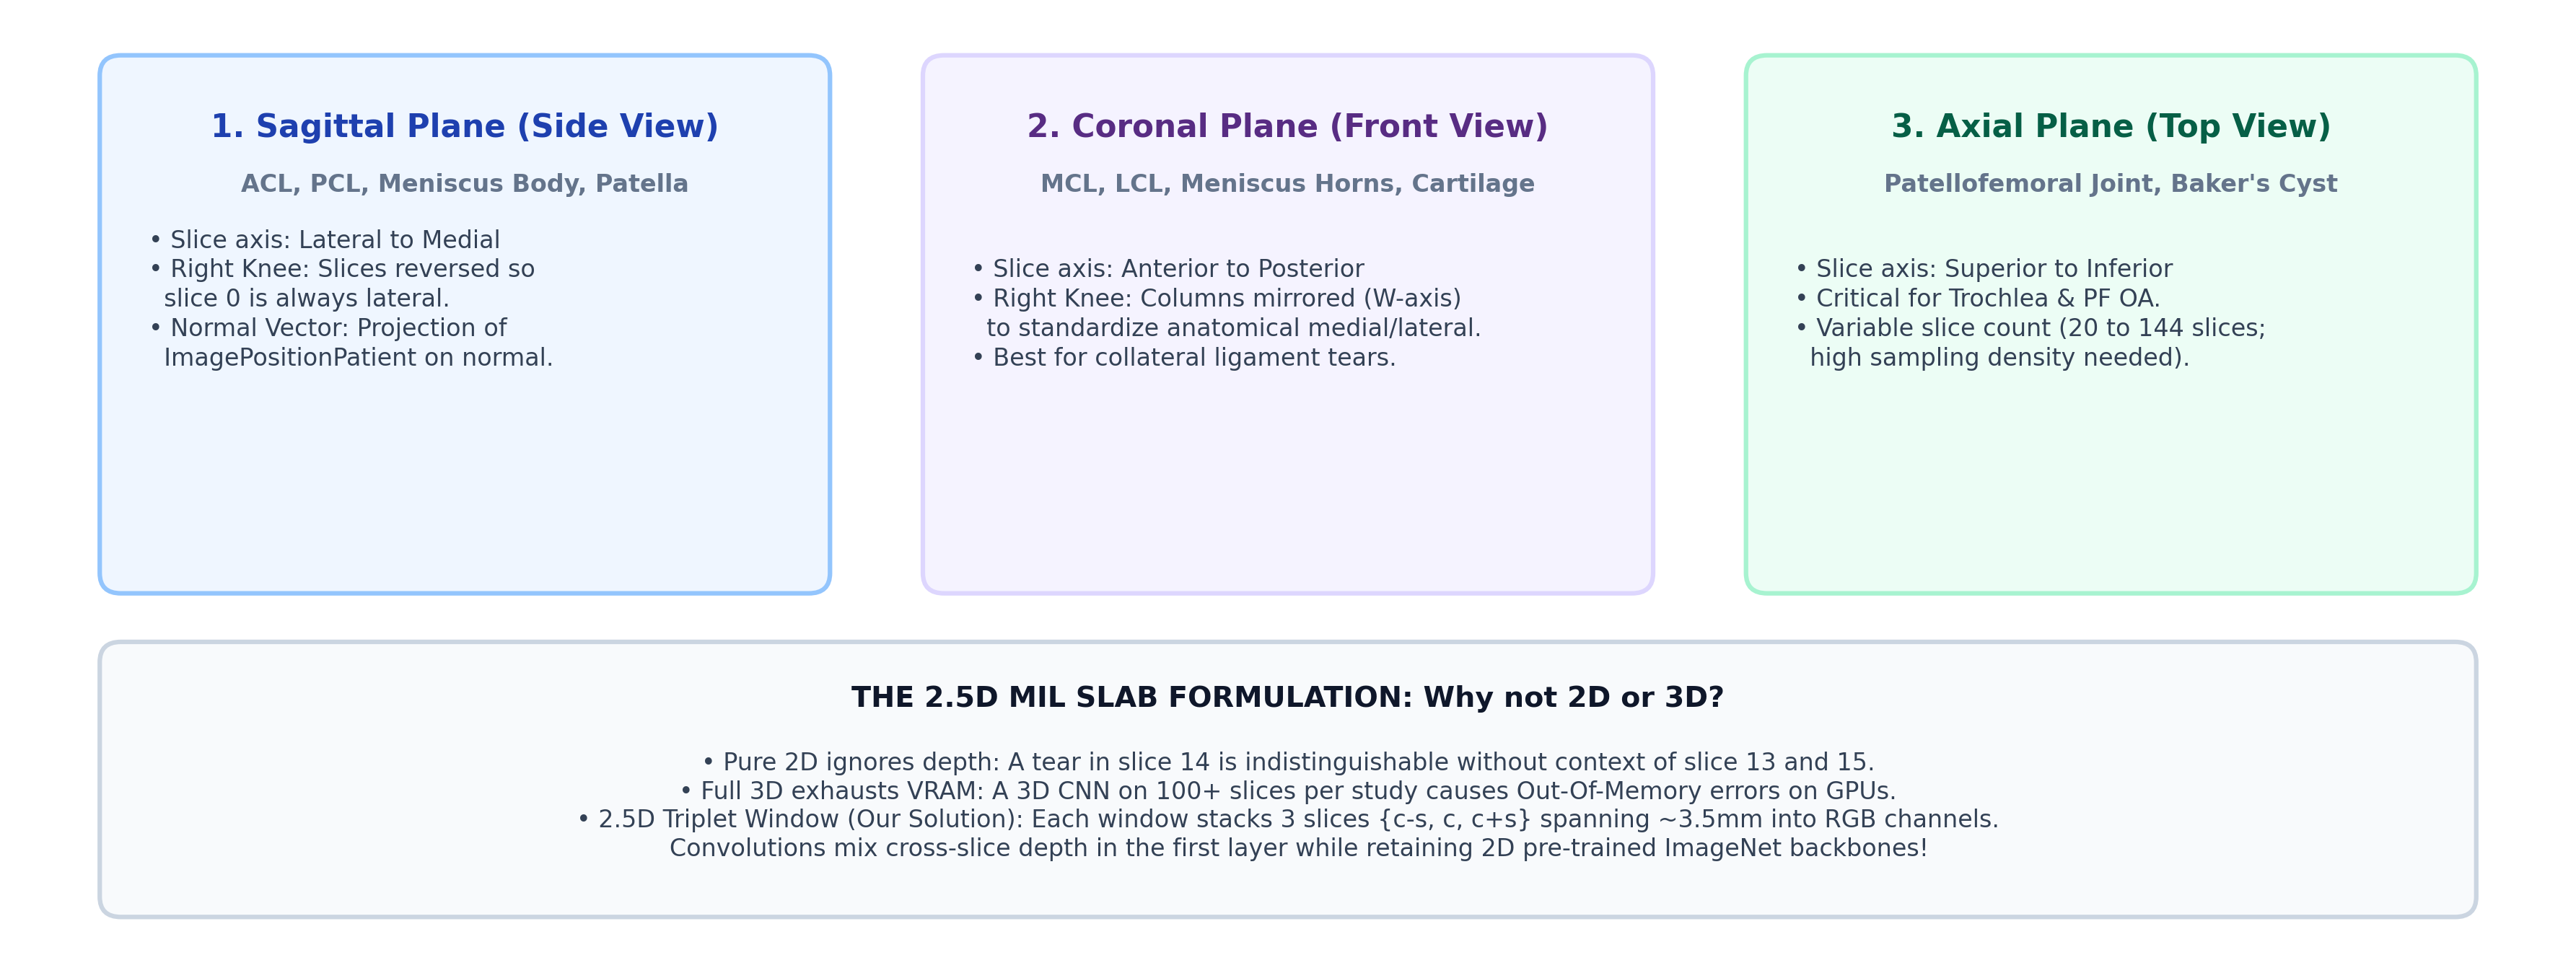 1. Sagittal Plane (Side View)
ACL, PCL, Meniscus Body, Patella
• Slice axis: Lateral to Medial
• Right Knee: Slices reversed so
slice 0 is always lateral.
• Normal Vector: Projection of
ImagePositionPatient on normal.
2. Coronal Plane (Front View)
MCL, LCL, Meniscus Horns, Cartilage
• Slice axis: Anterior to Posterior
• Right Knee: Columns mirrored (W-axis)
to standardize anatomical medial/lateral.
• Best for collateral ligament tears.
3. Axial Plane (Top View)
Patellofemoral Joint, Baker's Cyst
• Slice axis: Superior to Inferior
• Critical for Trochlea & PF OA.
• Variable slice count (20 to 144 slices;
high sampling density needed).
THE 2.5D MIL SLAB FORMULATION: Why not 2D or 3D?
• Pure 2D ignores depth: A tear in slice 14 is indistinguishable without context of slice 13 and 15.
• Full 3D exhausts VRAM: A 3D CNN on 100+ slices per study causes Out-Of-Memory errors on GPUs.
• 2.5D Triplet Window (Our Solution): Each window stacks 3 slices {c-s, c, c+s} spanning ~3.5mm into RGB channels.
Convolutions mix cross-slice depth in the first layer while retaining 2D pre-trained ImageNet backbones!